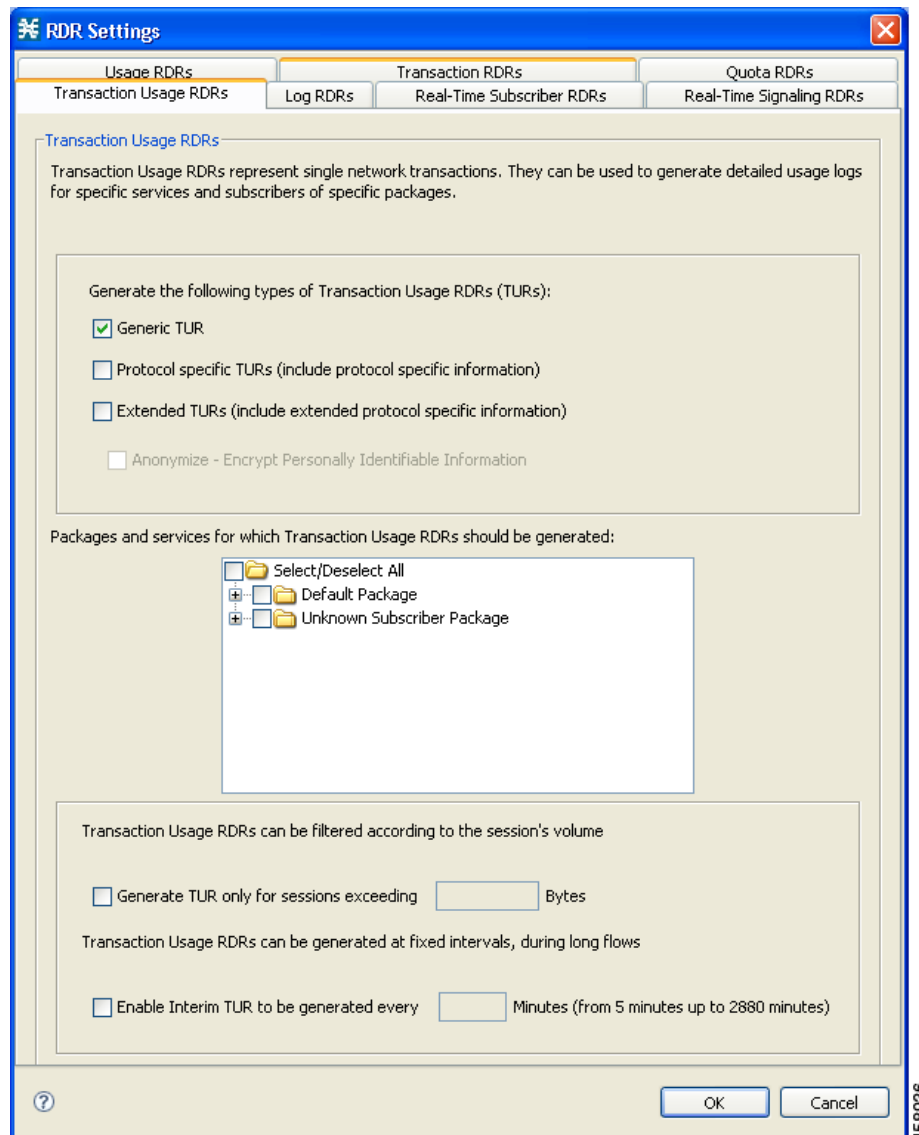 RDR Settings
Usage RDRs
Transaction RDRs
Quota RDRs
Transaction Usage RDRs
Log RDRs
Real-Time Subscriber RDRs
Real-Time Signaling RDRs
Transaction Usage RDRs
Transaction Usage RDRs represent single network transactions. They can be used to generate detailed usage logs
for specific services and subscribers of specific packages.
Generate the following types of Transaction Usage RDRs (TURs):
Generic TUR
Protocol specific TURs (include protocol specific information)
Extended TURs (include extended protocol specific information)
Anonymize - Encrypt Personally Identifiable Information
Packages and services for which Transaction Usage RDRs should be generated:
Select/Deselect All
Default Package
Unknown Subscriber Package
Transaction Usage RDRs can be filtered according to the session's volume
Generate TUR only for sessions exceeding Bytes
Transaction Usage RDRs can be generated at fixed intervals, during long flows
Enable Interim TUR to be generated every Minutes (from 5 minutes up to 2880 minutes)
?
OK
Cancel